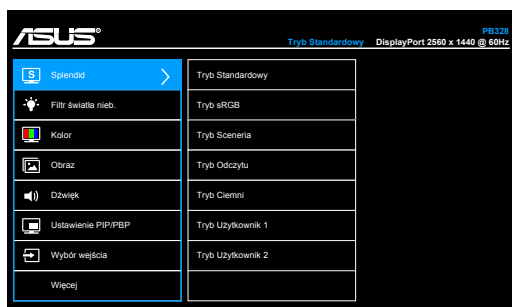 ASUS
PB328
Tryb Standardowy DisplayPort 2560 x 1440 @ 60Hz
S Splendid
Filtr światła nieb.
Kolor
Obraz
Dźwięk
Ustawienie PIP/PBP
Wybór wejścia
Więcej
Tryb Standardowy
Tryb sRGB
Tryb Sceneria
Tryb Odczytu
Tryb Ciemni
Tryb Użytkownik 1
Tryb Użytkownik 2